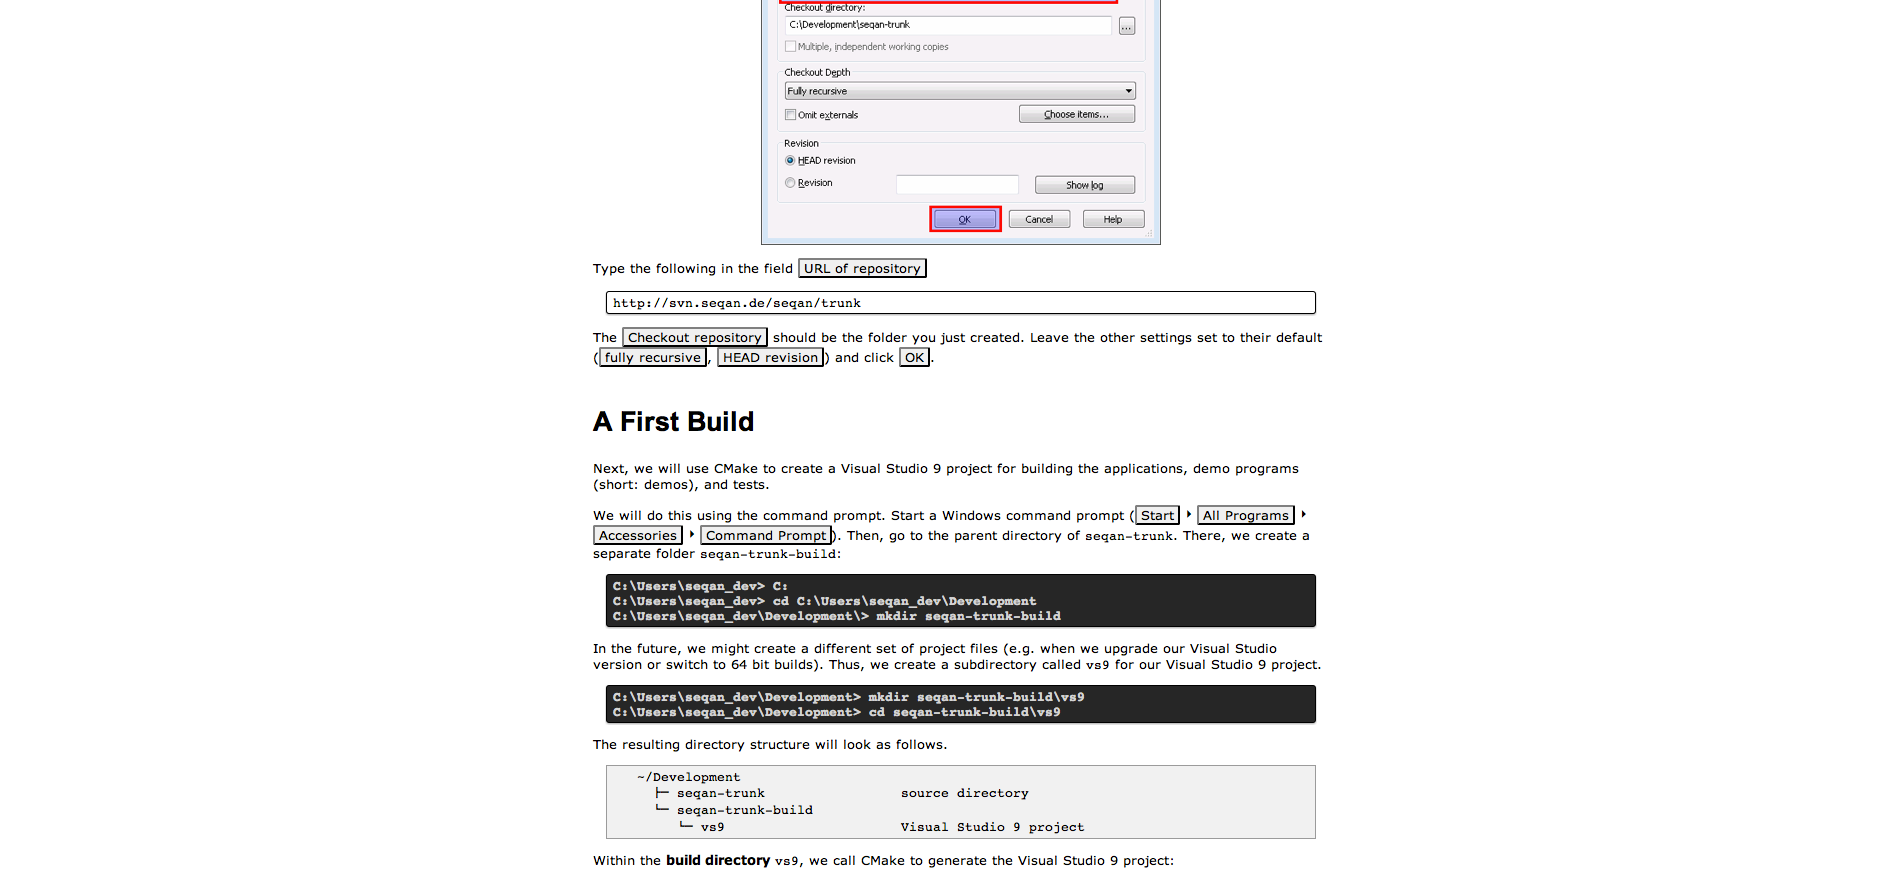 Checkout directory:
C:\Development\seqan-trunk
...
Multiple, independent working copies
Checkout Depth
Fully recursive
Omit externals
Choose items...
Revision
HEAD revision
Revision
Show log
OK
Cancel
Help
Type the following in the field URL of repository
http://svn.seqan.de/seqan/trunk
The Checkout repository should be the folder you just created. Leave the other settings set to their default
(fully recursive, HEAD revision) and click OK.
A First Build
Next, we will use CMake to create a Visual Studio 9 project for building the applications, demo programs
(short: demos), and tests.
We will do this using the command prompt. Start a Windows command prompt (Start ‣ All Programs ‣
Accessories ‣ Command Prompt). Then, go to the parent directory of seqan-trunk. There, we create a
separate folder seqan-trunk-build:
C:\Users\seqan_dev> C:
C:\Users\seqan_dev> cd C:\Users\seqan_dev\Development
C:\Users\seqan_dev\Development\> mkdir seqan-trunk-build
In the future, we might create a different set of project files (e.g. when we upgrade our Visual Studio
version or switch to 64 bit builds). Thus, we create a subdirectory called vs9 for our Visual Studio 9 project.
C:\Users\seqan_dev\Development> mkdir seqan-trunk-build\vs9
C:\Users\seqan_dev\Development> cd seqan-trunk-build\vs9
The resulting directory structure will look as follows.
~/Development
├─ seqan-trunk source directory
└─ seqan-trunk-build
└─ vs9 Visual Studio 9 project
Within the build directory vs9, we call CMake to generate the Visual Studio 9 project: